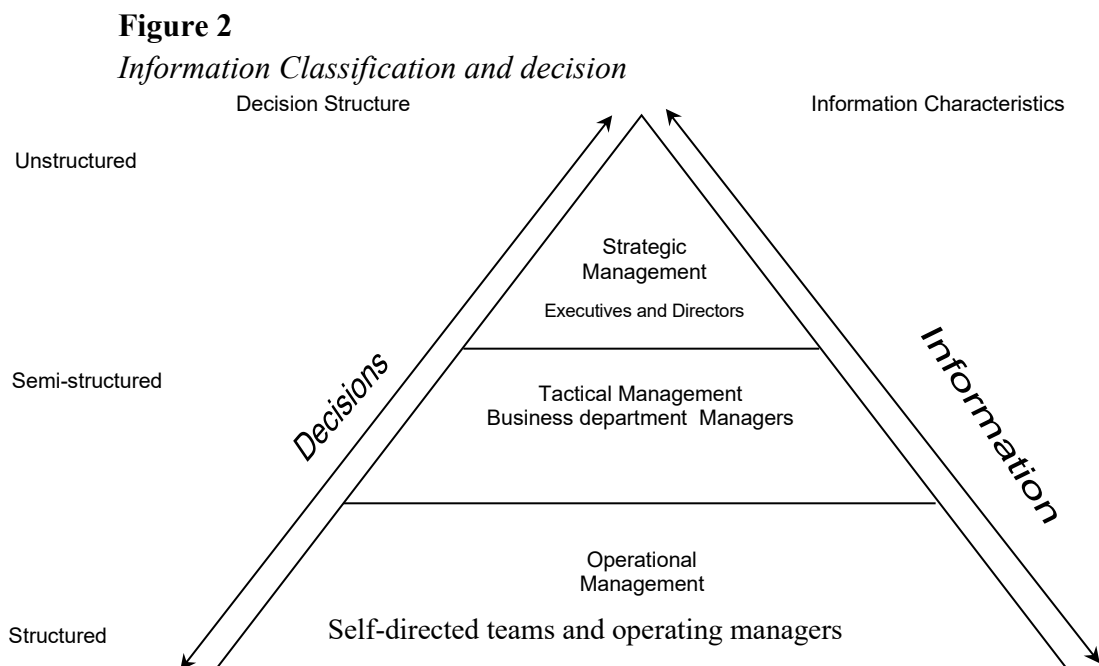 Figure 2
Information Classification and decision
Decision Structure
Information Characteristics
Unstructured
Strategic
Management
Executives and Directors
Decisions
Information
Semi-structured
Tactical Management
Business department Managers
Operational
Management
Structured
Self-directed teams and operating managers